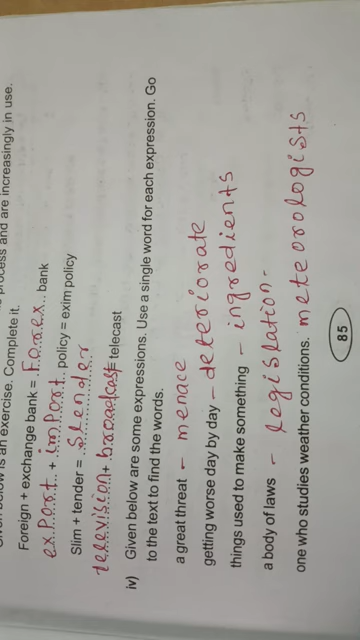 process and are increasingly in use.
below is an exercise. Complete it.
Foreign + exchange bank = Forex bank
export + import policy = exim policy
Slim + tender = Slender
television + broadcast = telecast
iv) Given below are some expressions. Use a single word for each expression. Go
to the text to find the words.
a great threat - menace
getting worse day by day - deteriorate
things used to make something - ingredients
a body of laws - legislation.
one who studies weather conditions. meteorologists
85